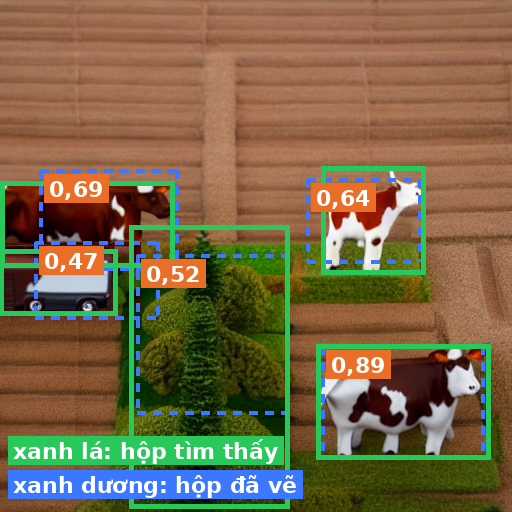 0,69
0,64
0,47
0,52
0,89
xanh lá: hộp tìm thấy
xanh dương: hộp đã vẽ